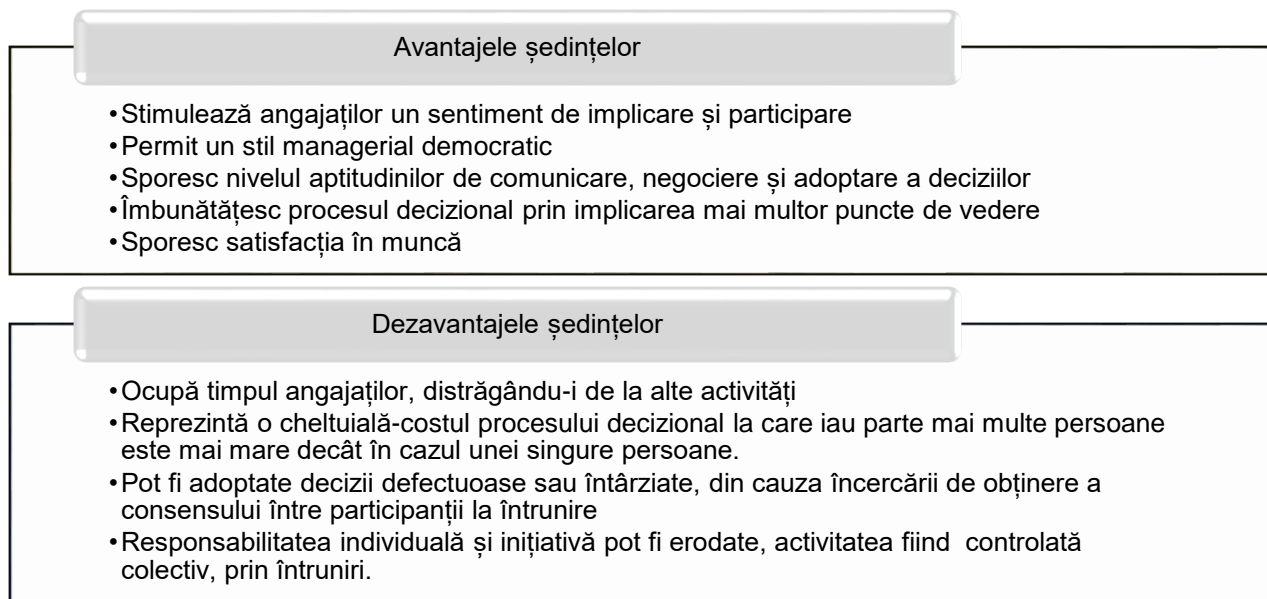 Avantajele ședințelor
•Stimulează angajaților un sentiment de implicare și participare
•Permit un stil managerial democratic
•Sporesc nivelul aptitudinilor de comunicare, negociere și adoptare a deciziilor
•Îmbunătățesc procesul decizional prin implicarea mai multor puncte de vedere
•Sporesc satisfacția în muncă
Dezavantajele ședințelor
•Ocupă timpul angajaților, distrăgându-i de la alte activități
•Reprezintă o cheltuială-costul procesului decizional la care iau parte mai multe persoane
este mai mare decât în cazul unei singure persoane.
•Pot fi adoptate decizii defectuoase sau întârziate, din cauza încercării de obținere a
consensului între participanții la întrunire
•Responsabilitatea individuală și inițiativă pot fi erodate, activitatea fiind controlată
colectiv, prin întruniri.